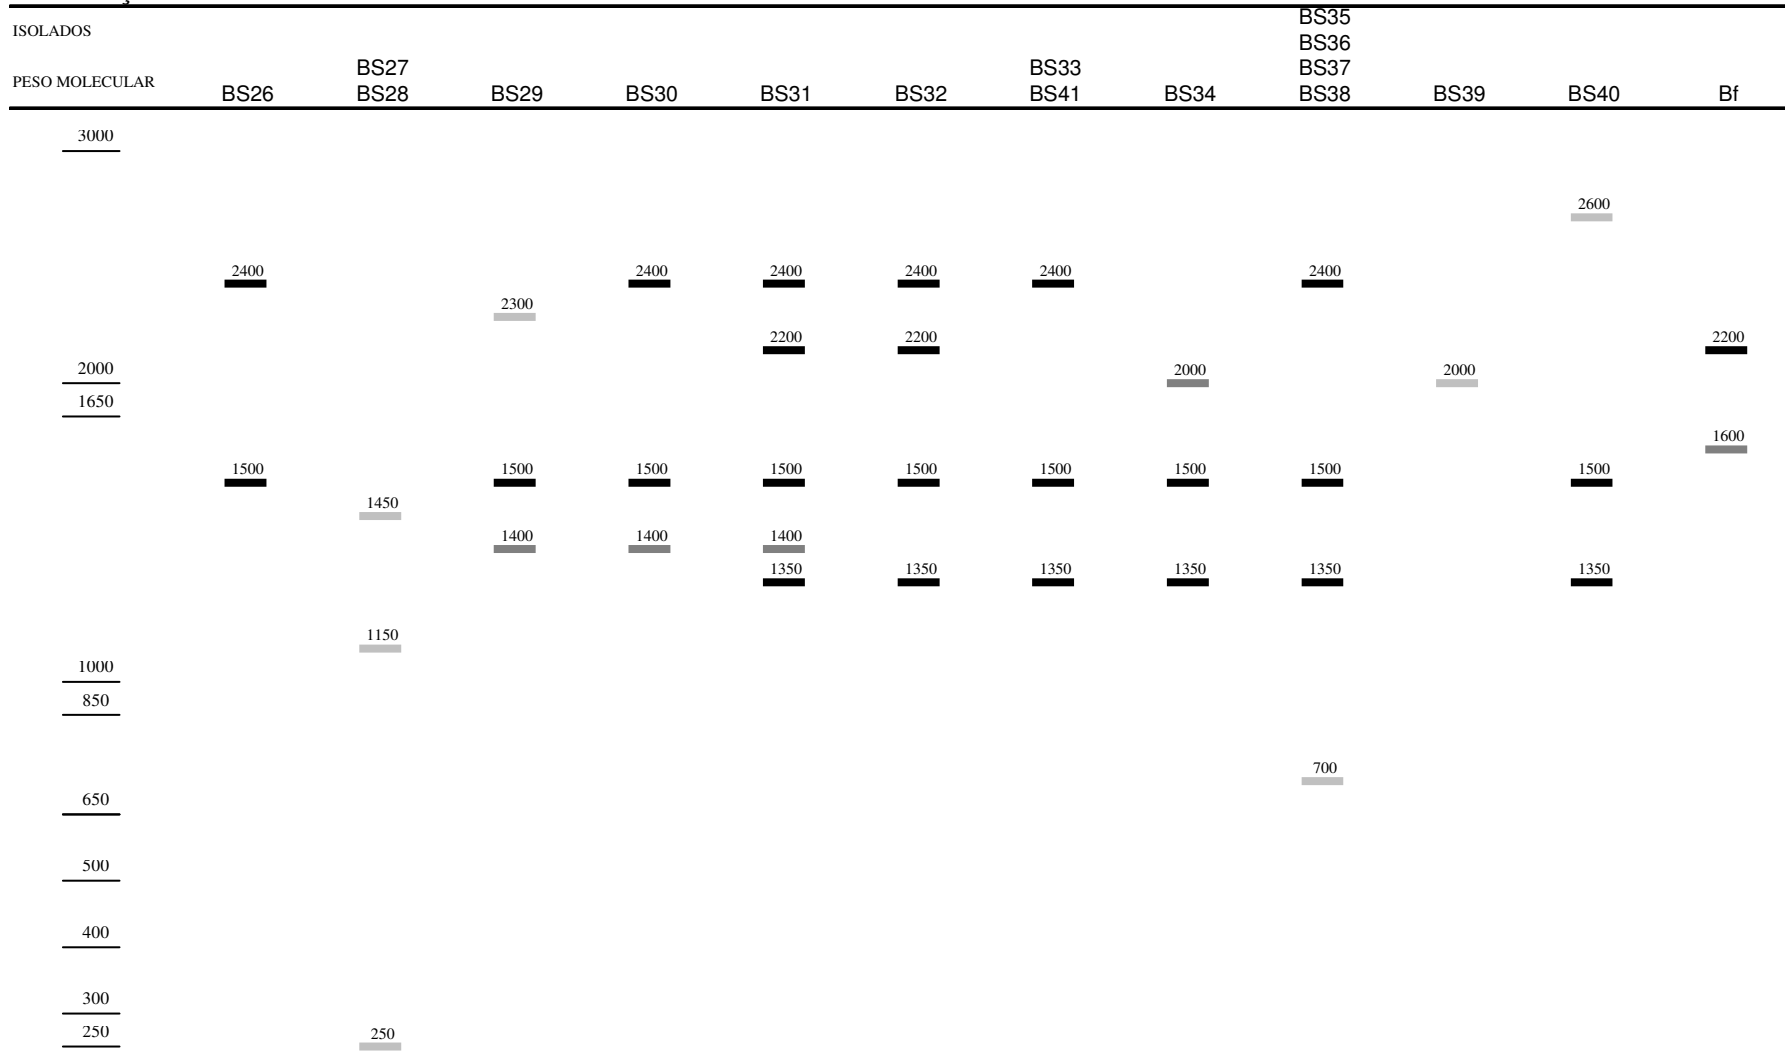 ISOLADOS
PESO MOLECULAR
BS26
BS27
BS28
BS29
BS30
BS31
BS32
BS33
BS41
BS34
BS35
BS36
BS37
BS38
BS39
BS40
Bf
3000
2600
2400 2400 2400 2400 2400 2400
2300
2200 2200 2200
2000 2000 2000
1650
1600
1500 1500 1500 1500 1500 1500 1500 1500 1500
1450
1400 1400 1400
1350 1350 1350 1350 1350 1350
1150
1000
850
700
650
500
400
300
250 250